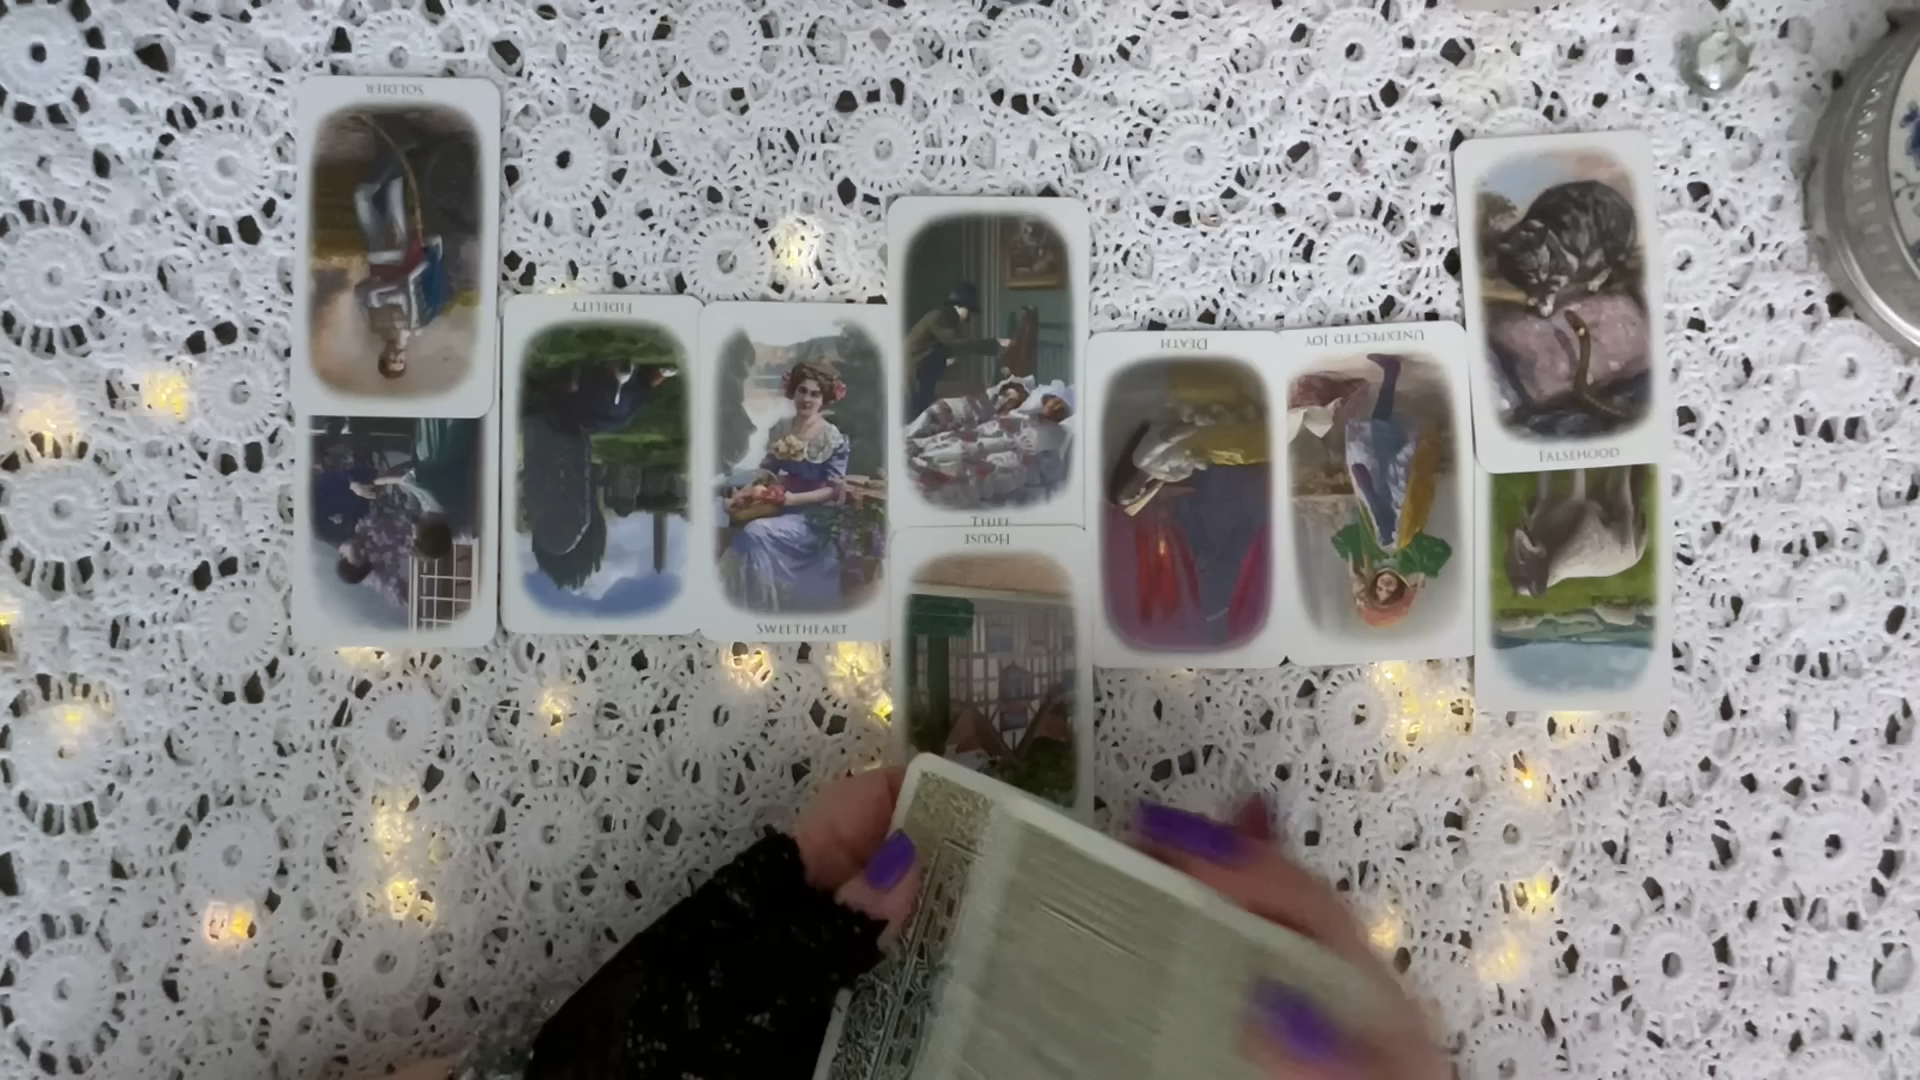 SOLDIER
FIDELITY
SWEETHEART
THIEF
HOUSE
DEATH
UNEXPECTED JOY
FALSEHOOD